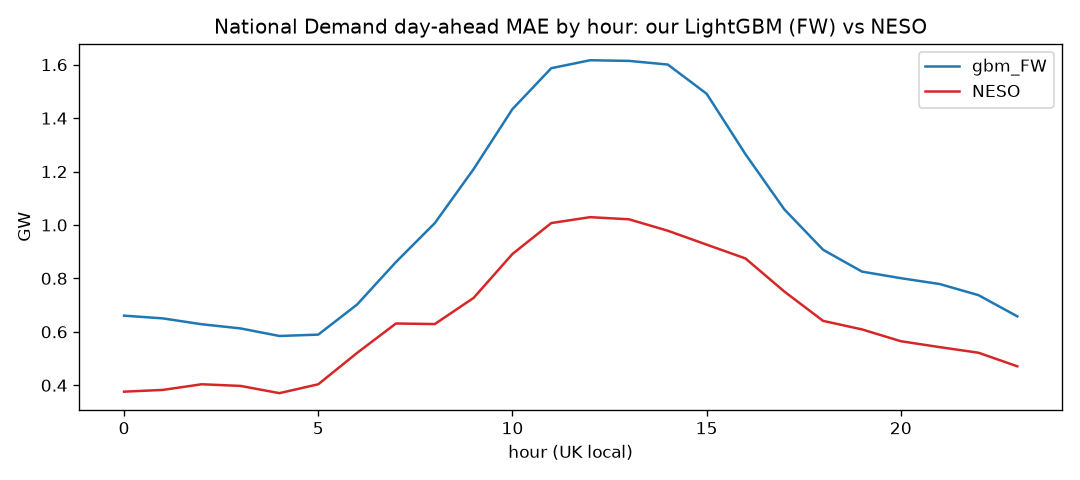 National Demand day-ahead MAE by hour: our LightGBM (FW) vs NESO
gbm_FW
NESO
1.6
1.4
1.2
1.0
0.8
0.6
0.4
GW
0 5 10 15 20
hour (UK local)